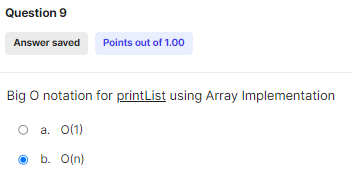 Question 9
Answer saved Points out of 1.00
Big O notation for printList using Array Implementation
a. O(1)
b. O(n)